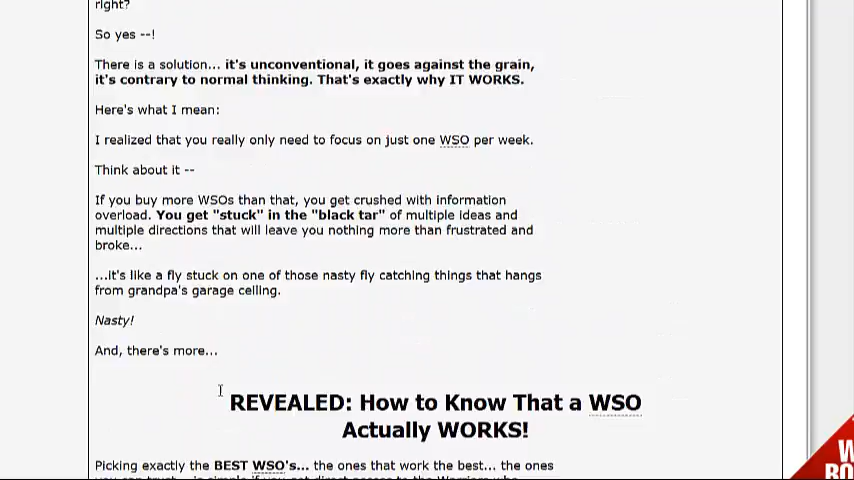 right?
So yes --!
There is a solution... it's unconventional, it goes against the grain,
it's contrary to normal thinking. That's exactly why IT WORKS.
Here's what I mean:
I realized that you really only need to focus on just one WSO per week.
Think about it --
If you buy more WSOs than that, you get crushed with information
overload. You get "stuck" in the "black tar" of multiple ideas and
multiple directions that will leave you nothing more than frustrated and
broke...
...it's like a fly stuck on one of those nasty fly catching things that hangs
from grandpa's garage ceiling.
Nasty!
And, there's more...
REVEALED: How to Know That a WSO
Actually WORKS!
Picking exactly the BEST WSO's... the ones that work the best... the ones